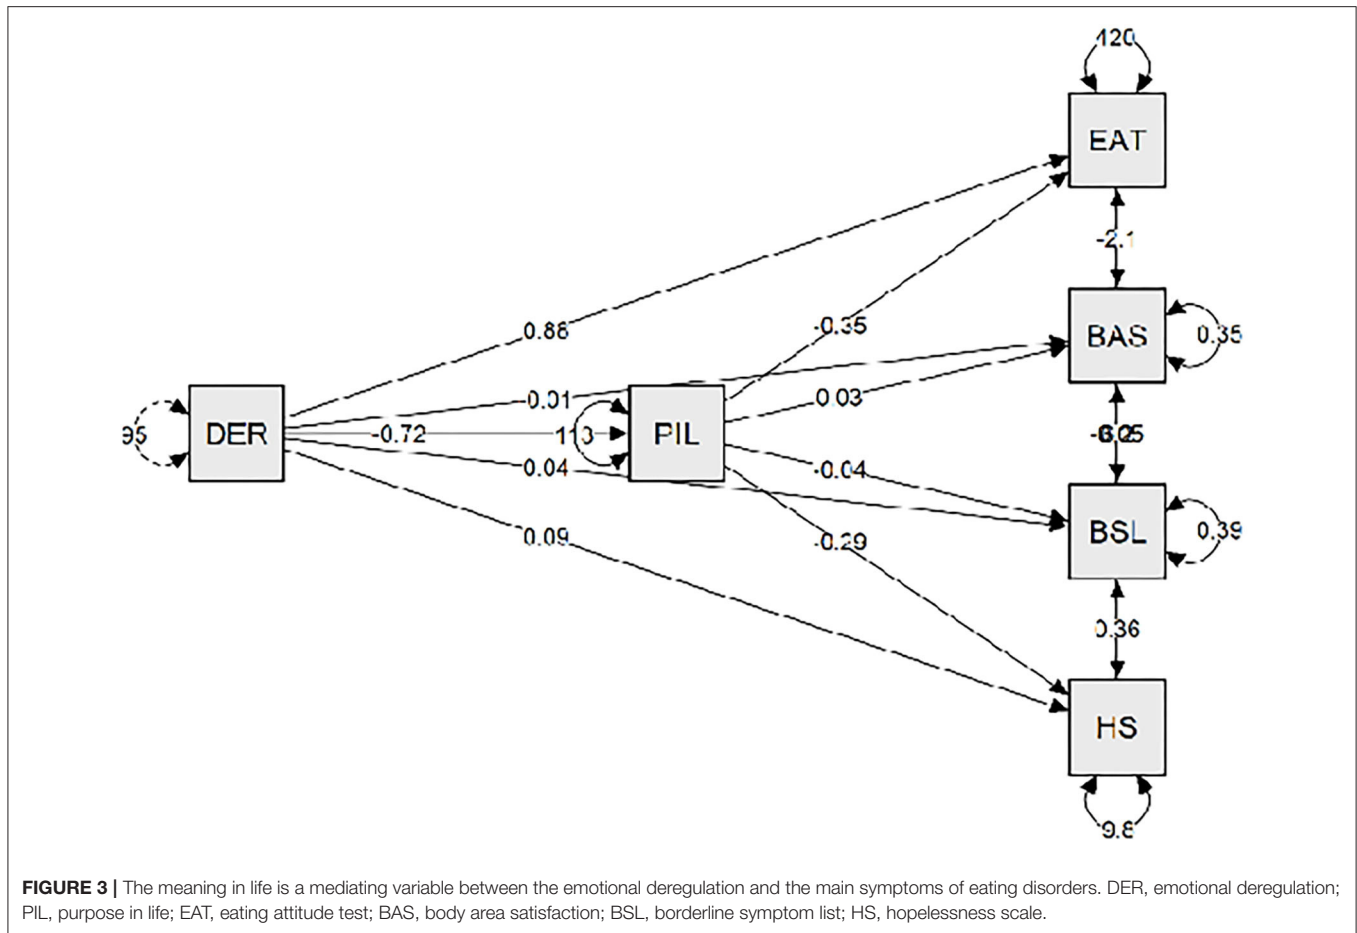 120
EAT
-2.1
0.88
-0.35
BAS
0.35
0.01
0.03
DER
-0.72
PIL
95
0.04
-0.04
BSL
0.39
0.09
-0.29
0.36
HS
9.8
FIGURE 3 | The meaning in life is a mediating variable between the emotional deregulation and the main symptoms of eating disorders. DER, emotional deregulation;
PIL, purpose in life; EAT, eating attitude test; BAS, body area satisfaction; BSL, borderline symptom list; HS, hopelessness scale.